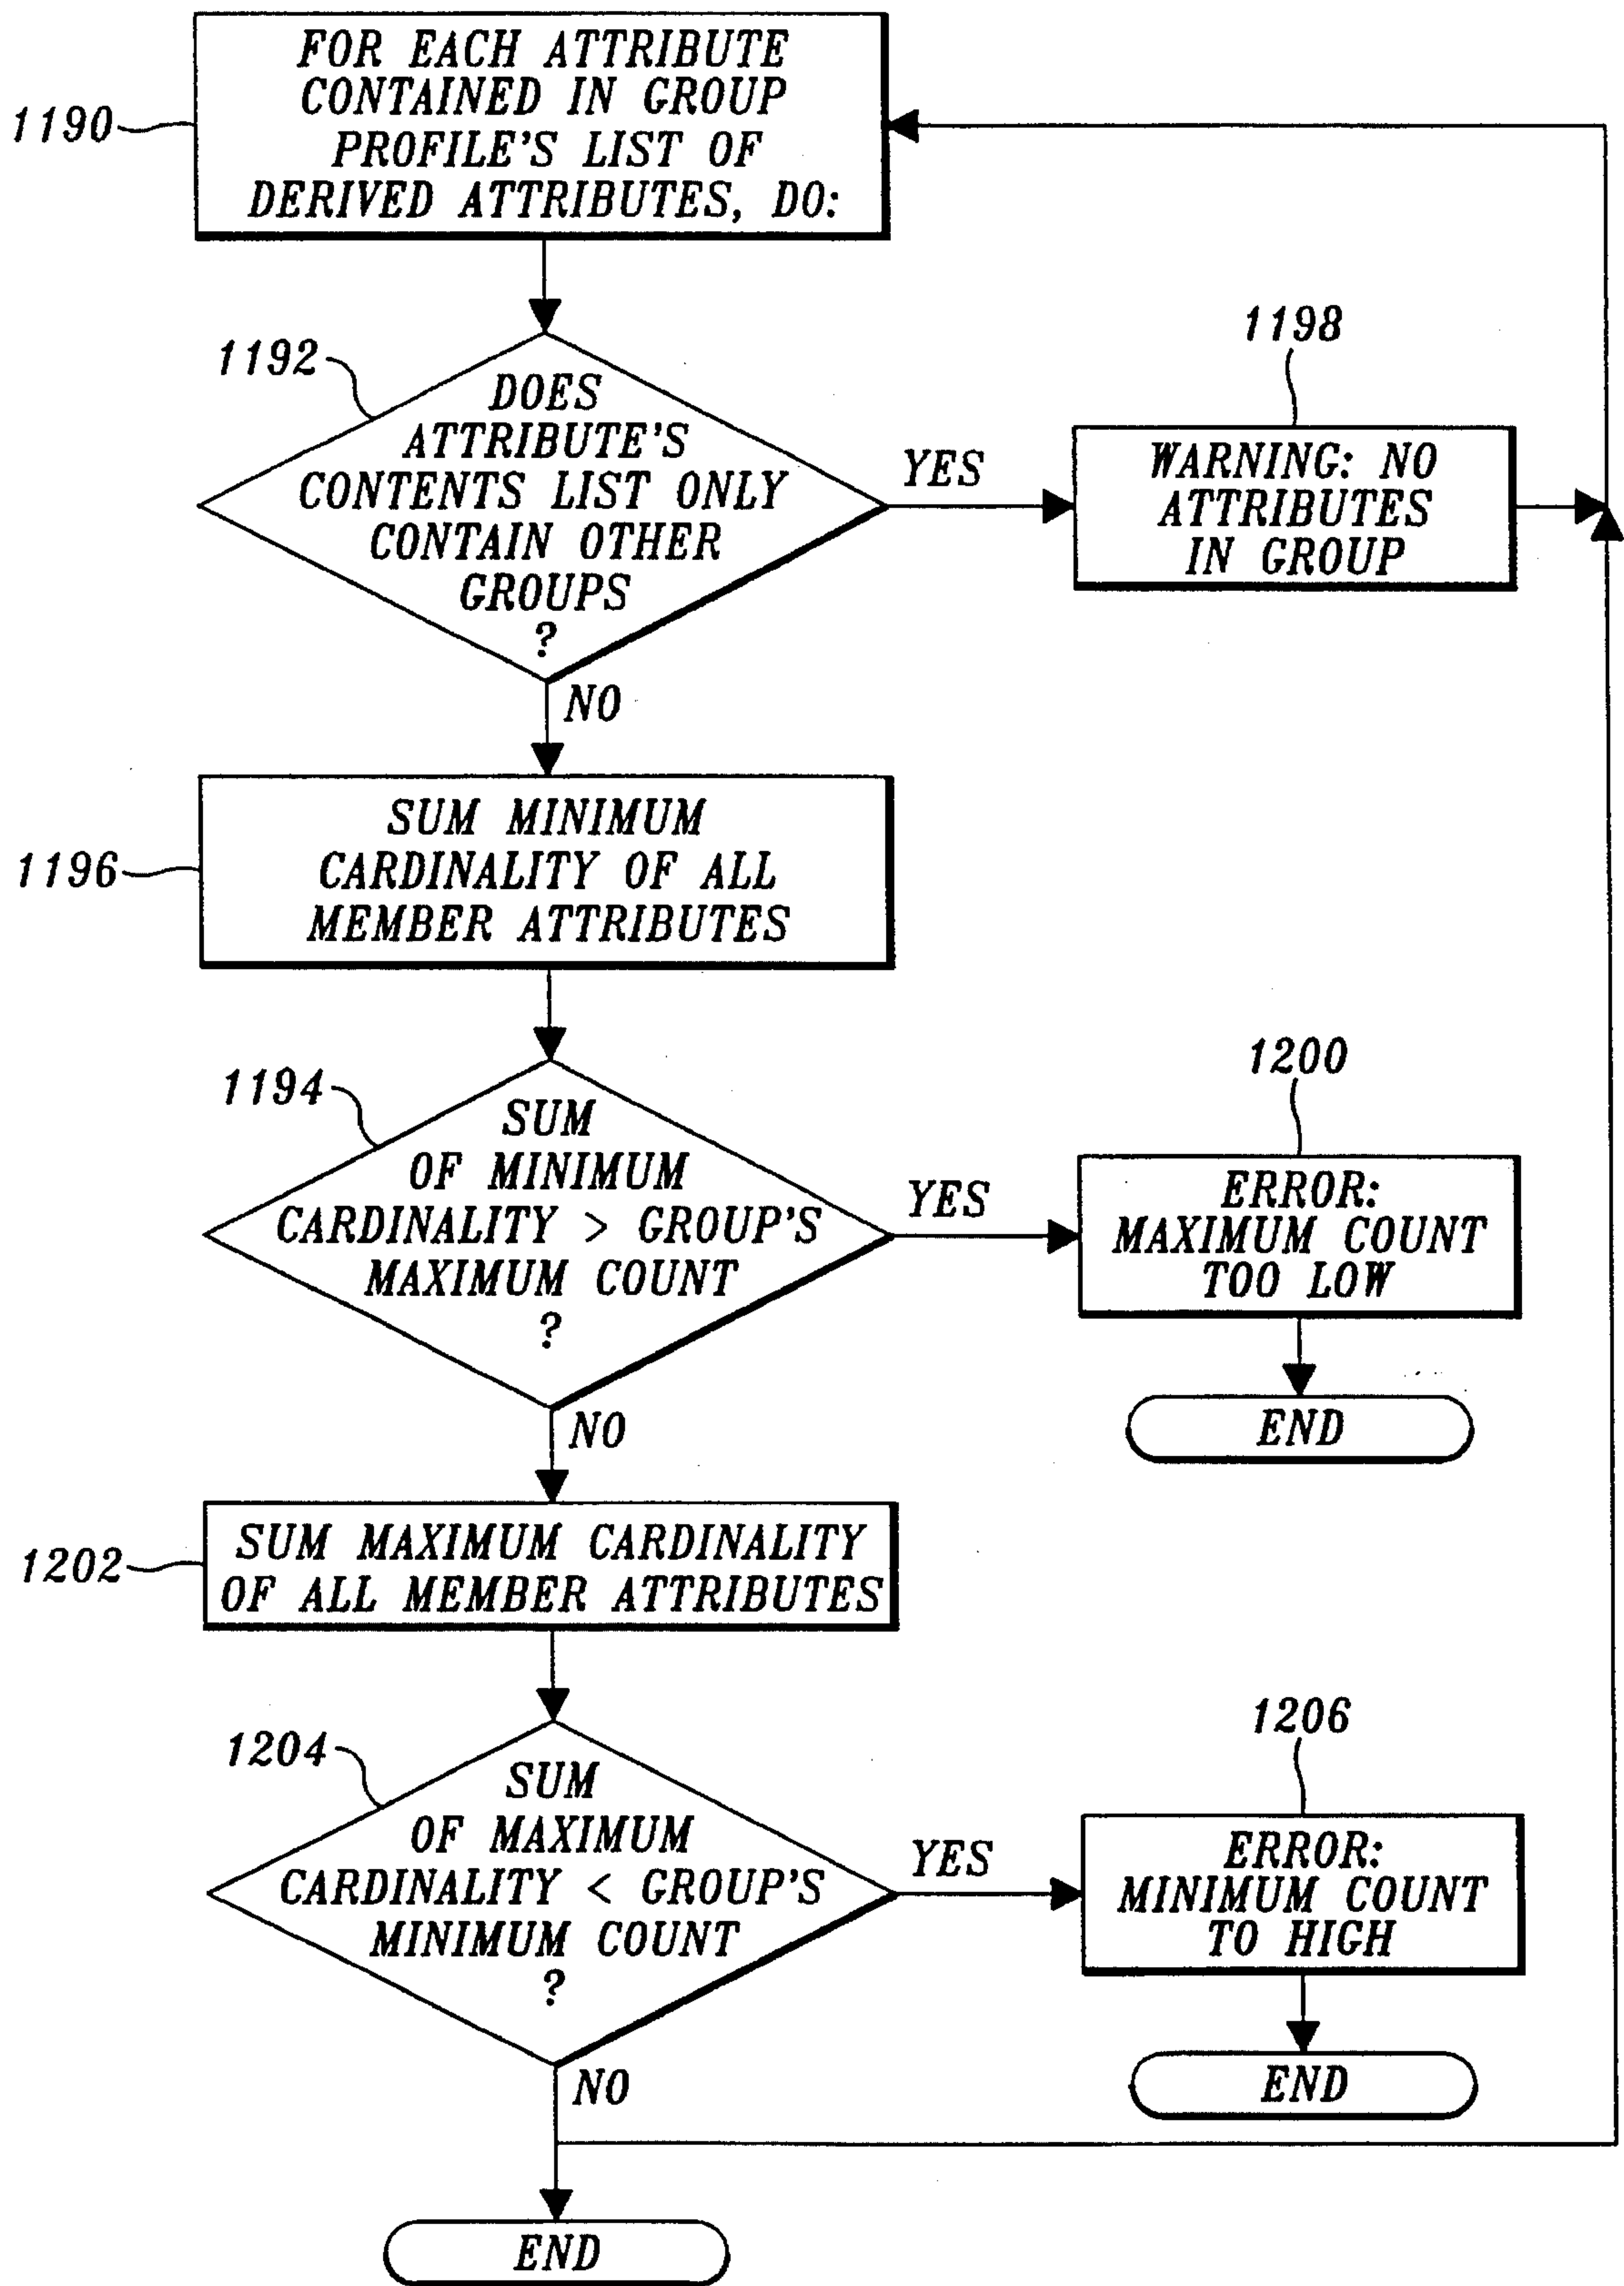 FOR EACH ATTRIBUTE
CONTAINED IN GROUP
PROFILE'S LIST OF
DERIVED ATTRIBUTES, DO:
1190
1192
DOES
ATTRIBUTE'S
CONTENTS LIST ONLY
CONTAIN OTHER
GROUPS
?
YES
NO
1198
WARNING: NO
ATTRIBUTES
IN GROUP
1196
SUM MINIMUM
CARDINALITY OF ALL
MEMBER ATTRIBUTES
1194
SUM
OF MINIMUM
CARDINALITY > GROUP'S
MAXIMUM COUNT
?
YES
NO
1200
ERROR:
MAXIMUM COUNT
TOO LOW
END
1202
SUM MAXIMUM CARDINALITY
OF ALL MEMBER ATTRIBUTES
1204
SUM
OF MAXIMUM
CARDINALITY < GROUP'S
MINIMUM COUNT
?
YES
NO
1206
ERROR:
MINIMUM COUNT
TO HIGH
END
END